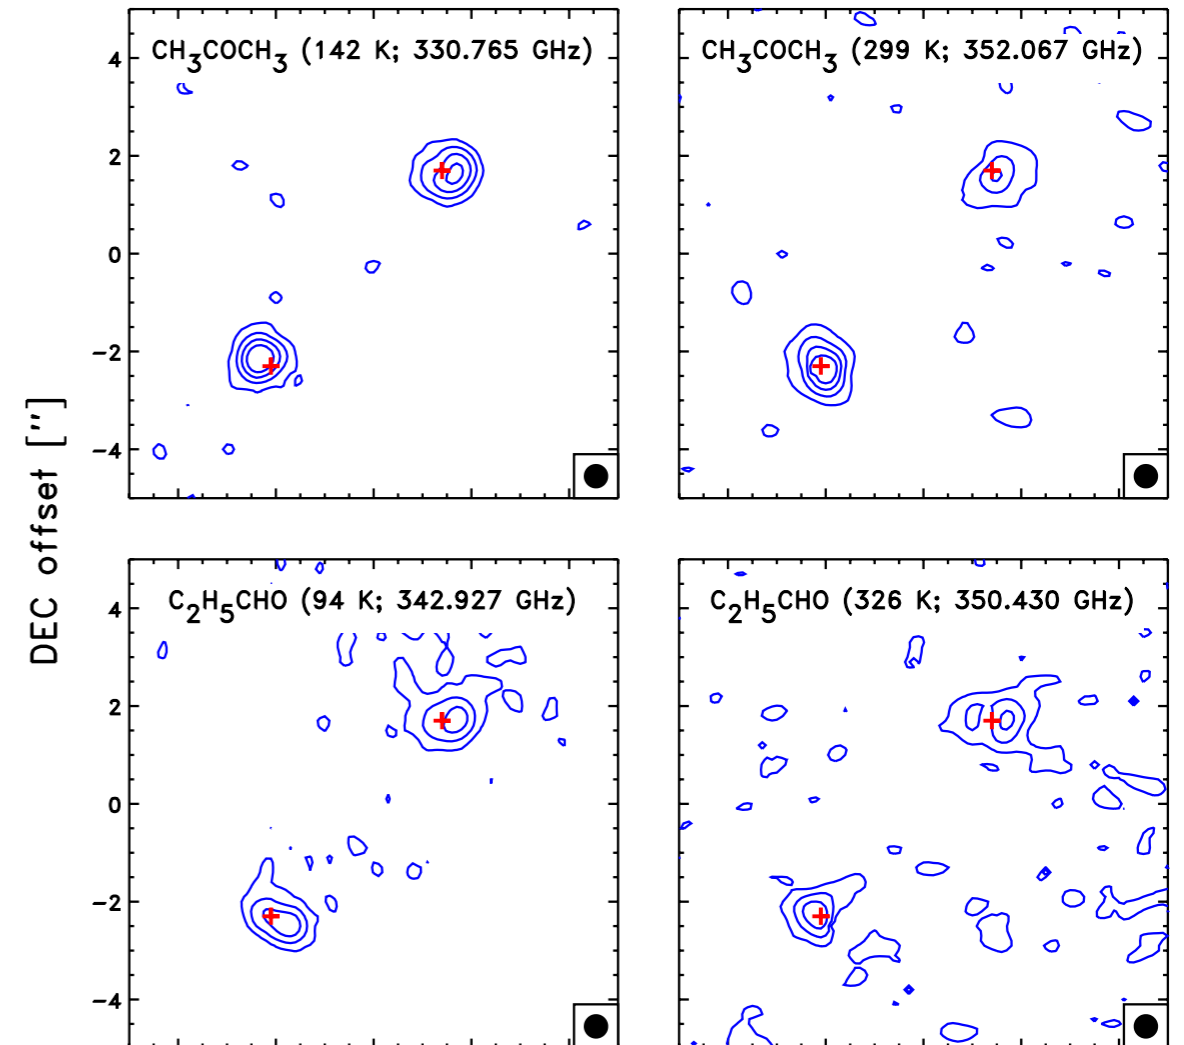 CH3COCH3 (142 K; 330.765 GHz)
CH3COCH3 (299 K; 352.067 GHz)
4
2
0
−2
−4
DEC offset ["]
C2H5CHO (94 K; 342.927 GHz)
C2H5CHO (326 K; 350.430 GHz)
4
2
0
−2
−4